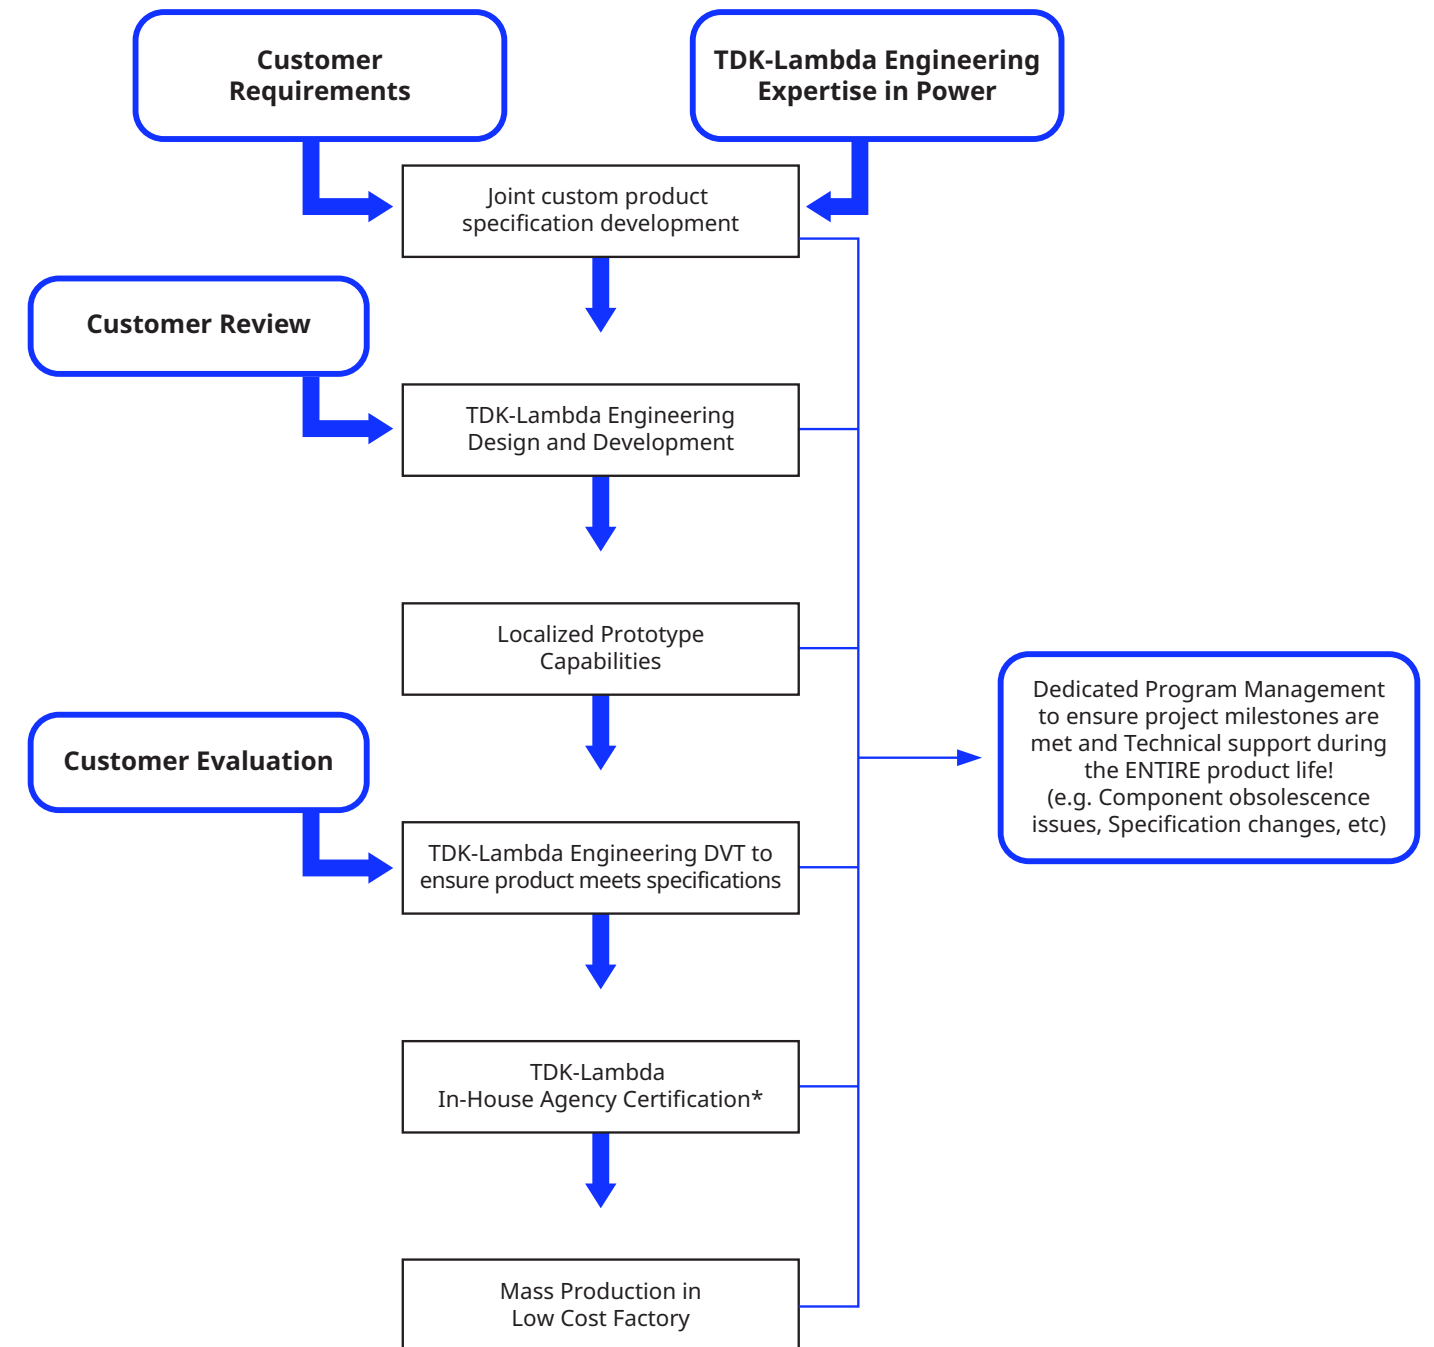 Customer
Requirements
TDK-Lambda Engineering
Expertise in Power
Joint custom product
specification development
Customer Review
TDK-Lambda Engineering
Design and Development
Localized Prototype
Capabilities
Dedicated Program Management
to ensure project milestones are
met and Technical support during
the ENTIRE product life!
(e.g. Component obsolescence
issues, Specification changes, etc)
Customer Evaluation
TDK-Lambda Engineering DVT to
ensure product meets specifications
TDK-Lambda
In-House Agency Certification*
Mass Production in
Low Cost Factory